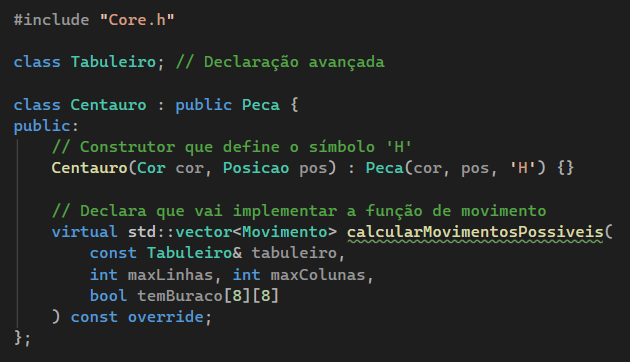 #include "Core.h"
class Tabuleiro; // Declaração avançada
class Centauro : public Peca {
public:
// Construtor que define o símbolo 'H'
Centauro(Cor cor, Posicao pos) : Peca(cor, pos, 'H') {}
// Declara que vai implementar a função de movimento
virtual std::vector<Movimento> calcularMovimentosPossiveis(
const Tabuleiro& tabuleiro,
int maxLinhas, int maxColunas,
bool temBuraco[8][8]
) const override;
};